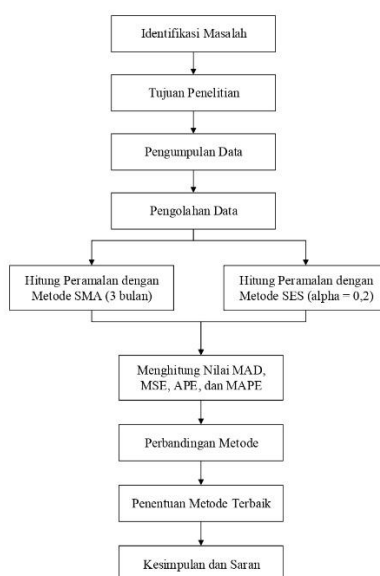 Identifikasi Masalah
Tujuan Penelitian
Pengumpulan Data
Pengolahan Data
Hitung Peramalan dengan
Metode SMA (3 bulan)
Hitung Peramalan dengan
Metode SES (alpha = 0,2)
Menghitung Nilai MAD,
MSE, APE, dan MAPE
Perbandingan Metode
Penentuan Metode Terbaik
Kesimpulan dan Saran